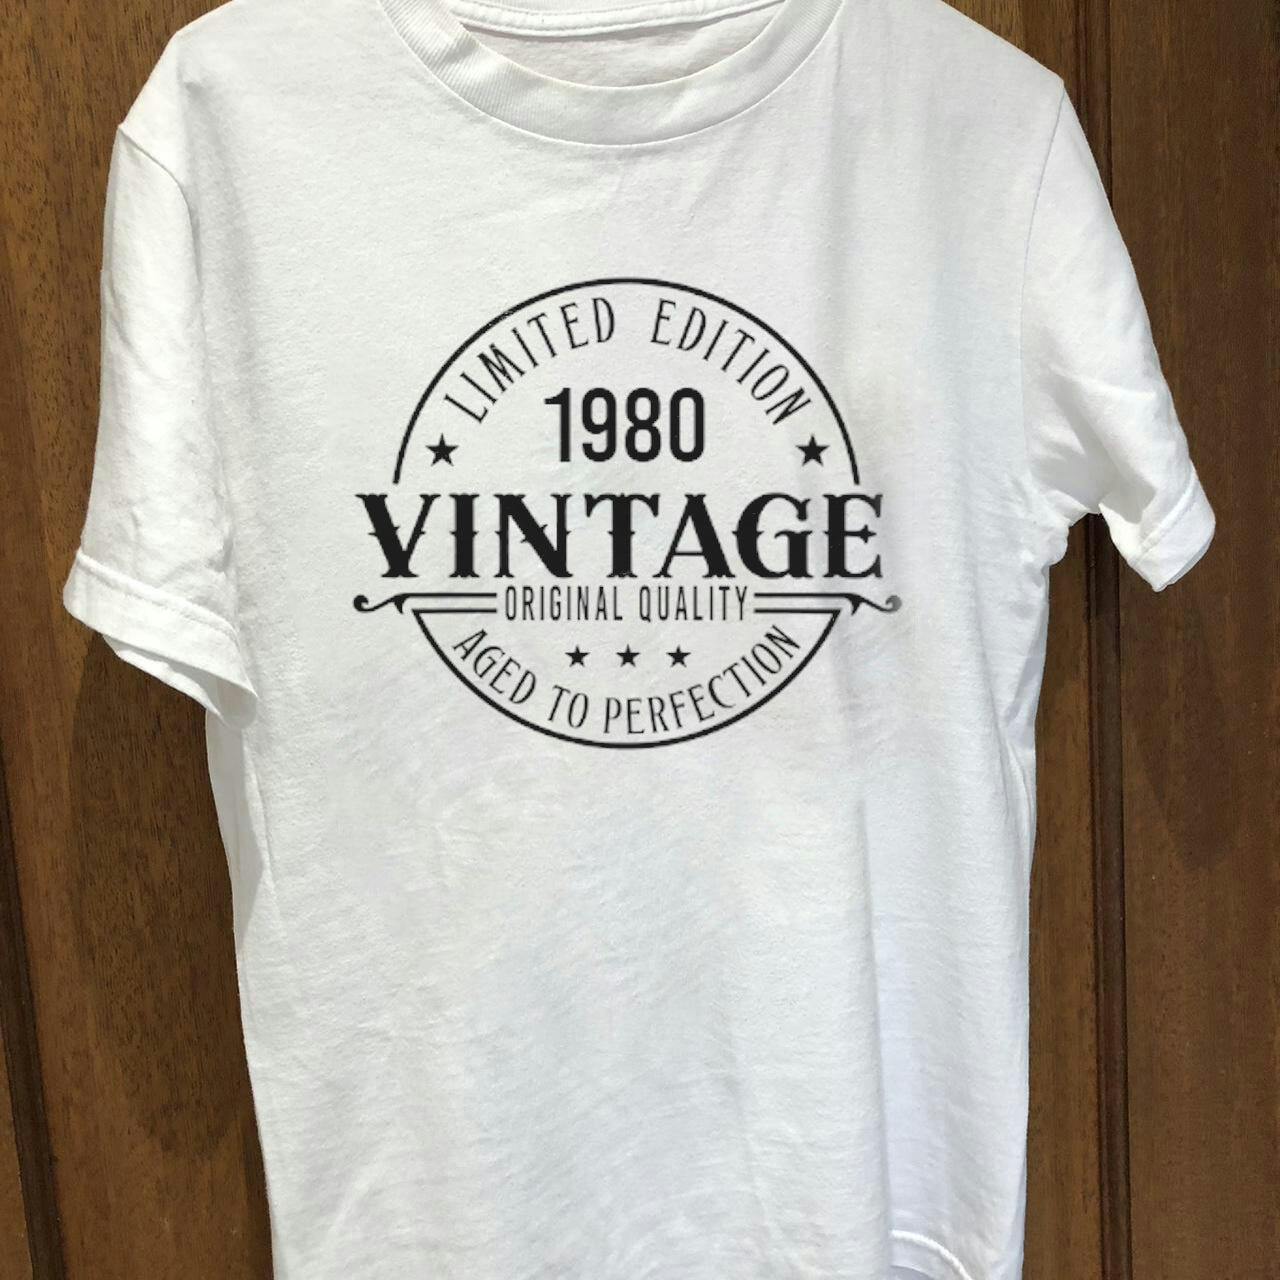 LIMITED EDITION
1980
VINTAGE
ORIGINAL QUALITY
AGED TO PERFECTION